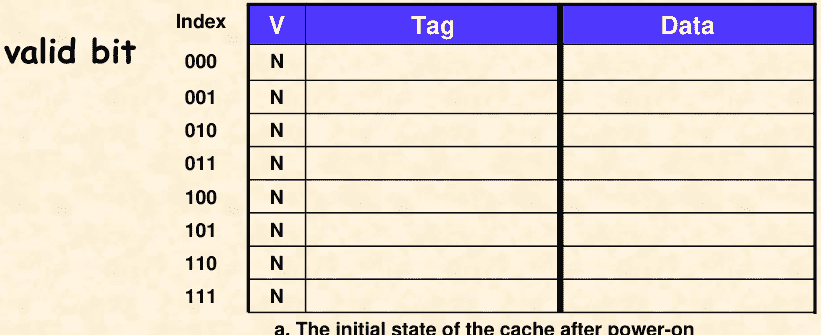 valid bit
Index V Tag Data
000 N
001 N
010 N
011 N
100 N
101 N
110 N
111 N
a. The initial state of the cache after power-on